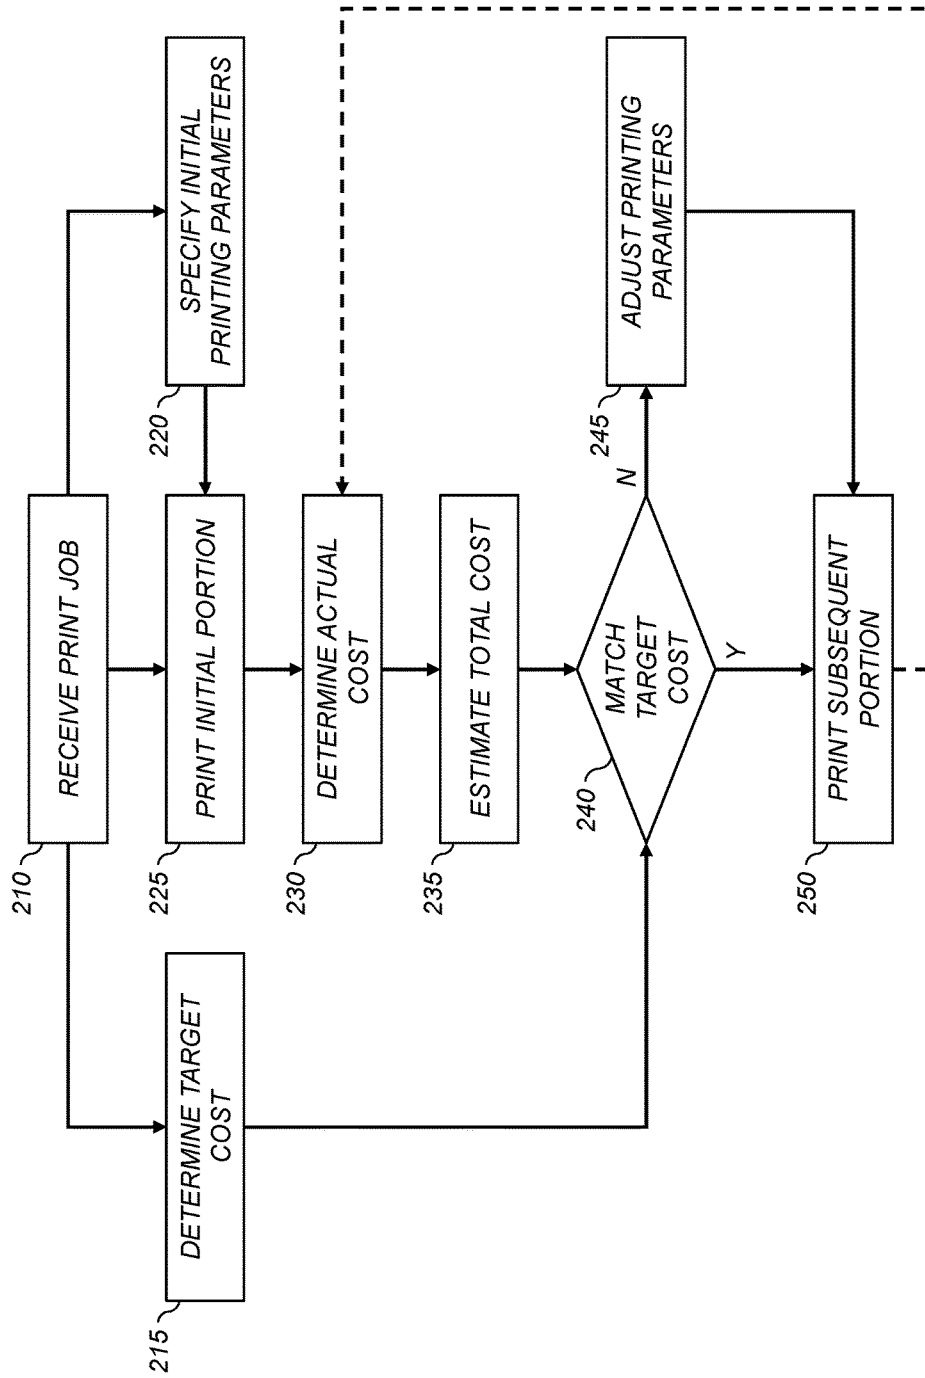 210
RECEIVE PRINT JOB
215
DETERMINE TARGET
COST
220
SPECIFY INITIAL
PRINTING PARAMETERS
225
PRINT INITIAL PORTION
230
DETERMINE ACTUAL
COST
235
ESTIMATE TOTAL COST
240
MATCH
TARGET
COST
N
Y
245
ADJUST PRINTING
PARAMETERS
250
PRINT SUBSEQUENT
PORTION